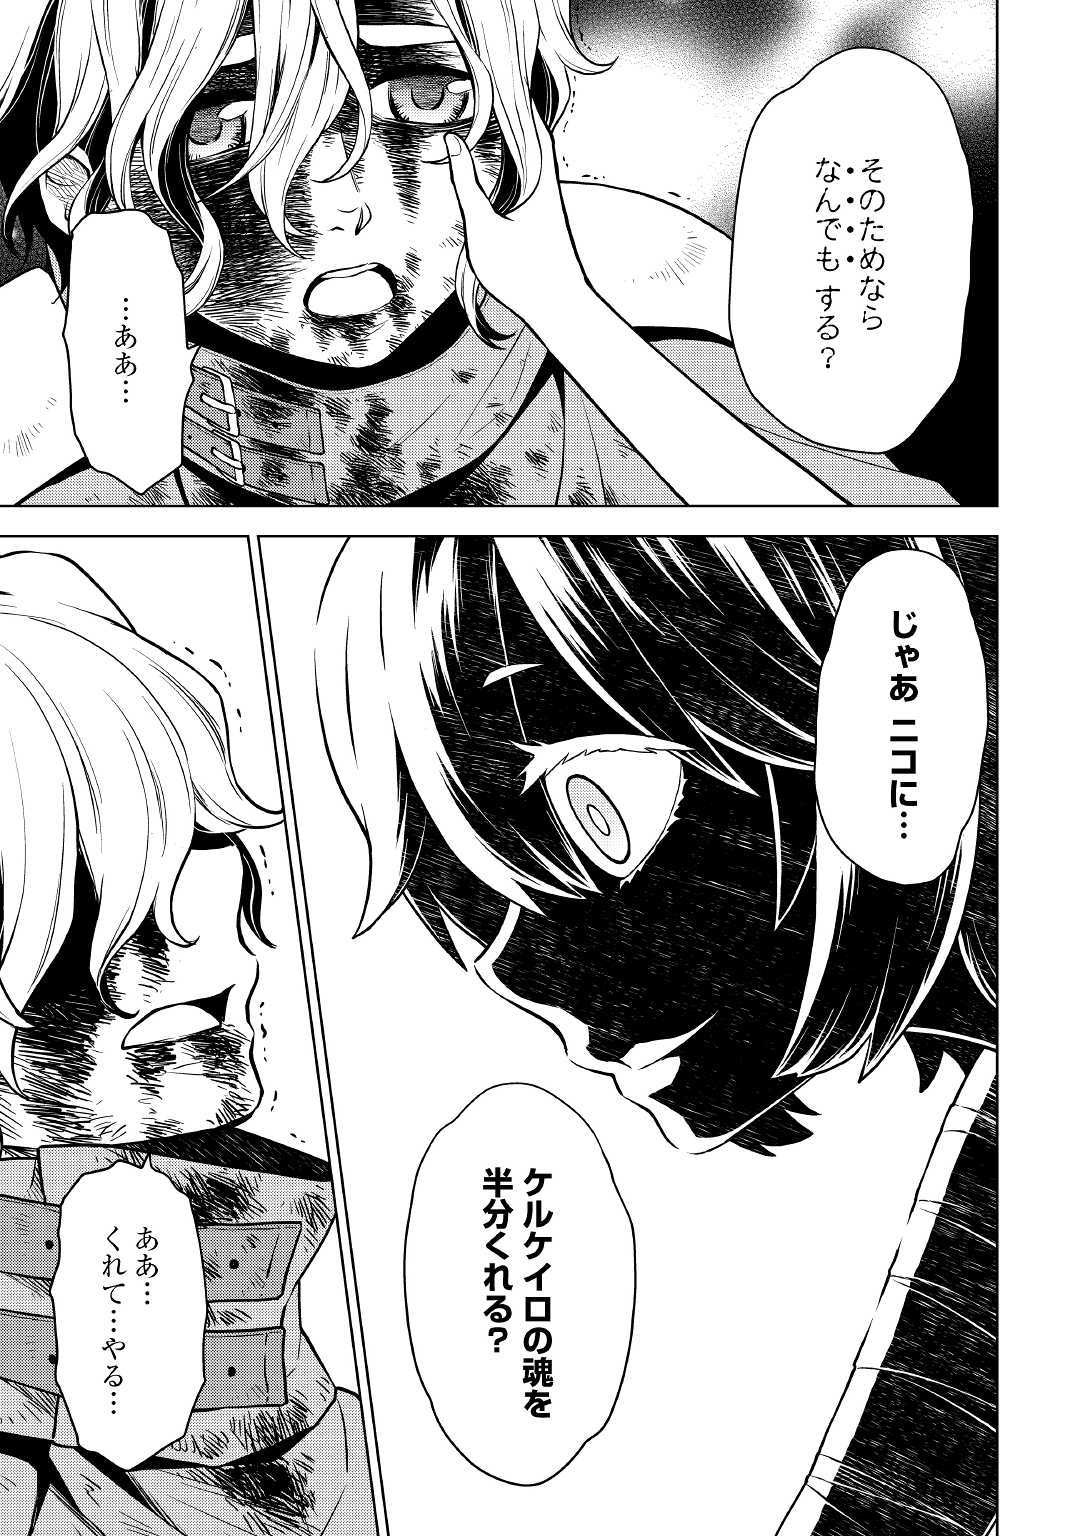 そのためなら
なんでも する?
…ああ…
じゃあ ニコに…
ケルケイロの魂を
半分くれる?
ああ…
くれて…やる…